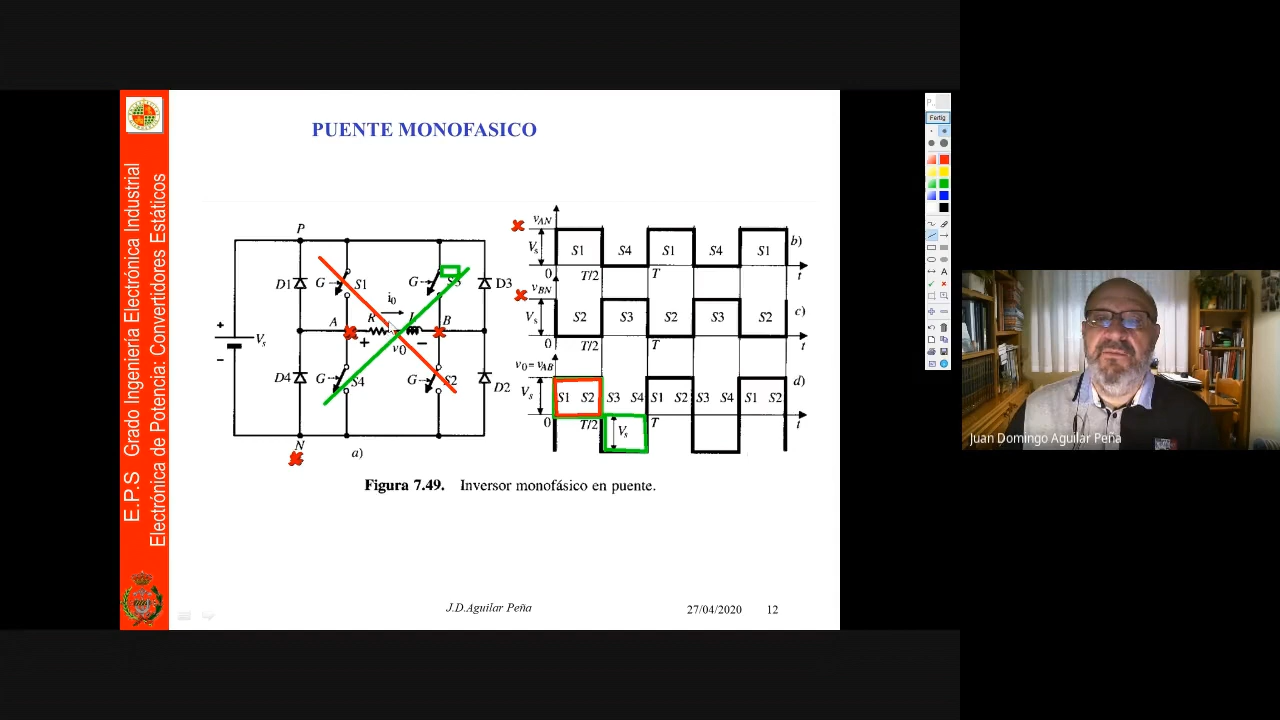 PUENTE MONOFASICO
E.P.S Grado Ingeniería Electrónica Industrial
Electrónica de Potencia: Convertidores Estáticos
P
D1
G
S1
i0
G
S3
D3
A
R
L
B
+
Vs
-
+
v0
-
D4
G
S4
G
S2
D2
N
a)
vAN
Vs
S1 S4 S1 S4 S1
b)
0 T/2 T t
vBN
Vs
S2 S3 S2 S3 S2
c)
0 T/2 T t
v0= vAB
d)
Vs
S1 S2 S3 S4 S1 S2 S3 S4 S1 S2
0 T/2 Vs T t
Figura 7.49. Inversor monofásico en puente.
J.D.Aguilar Peña
27/04/2020 12
P..
Fertig
A
Juan Domingo Aguilar Peña